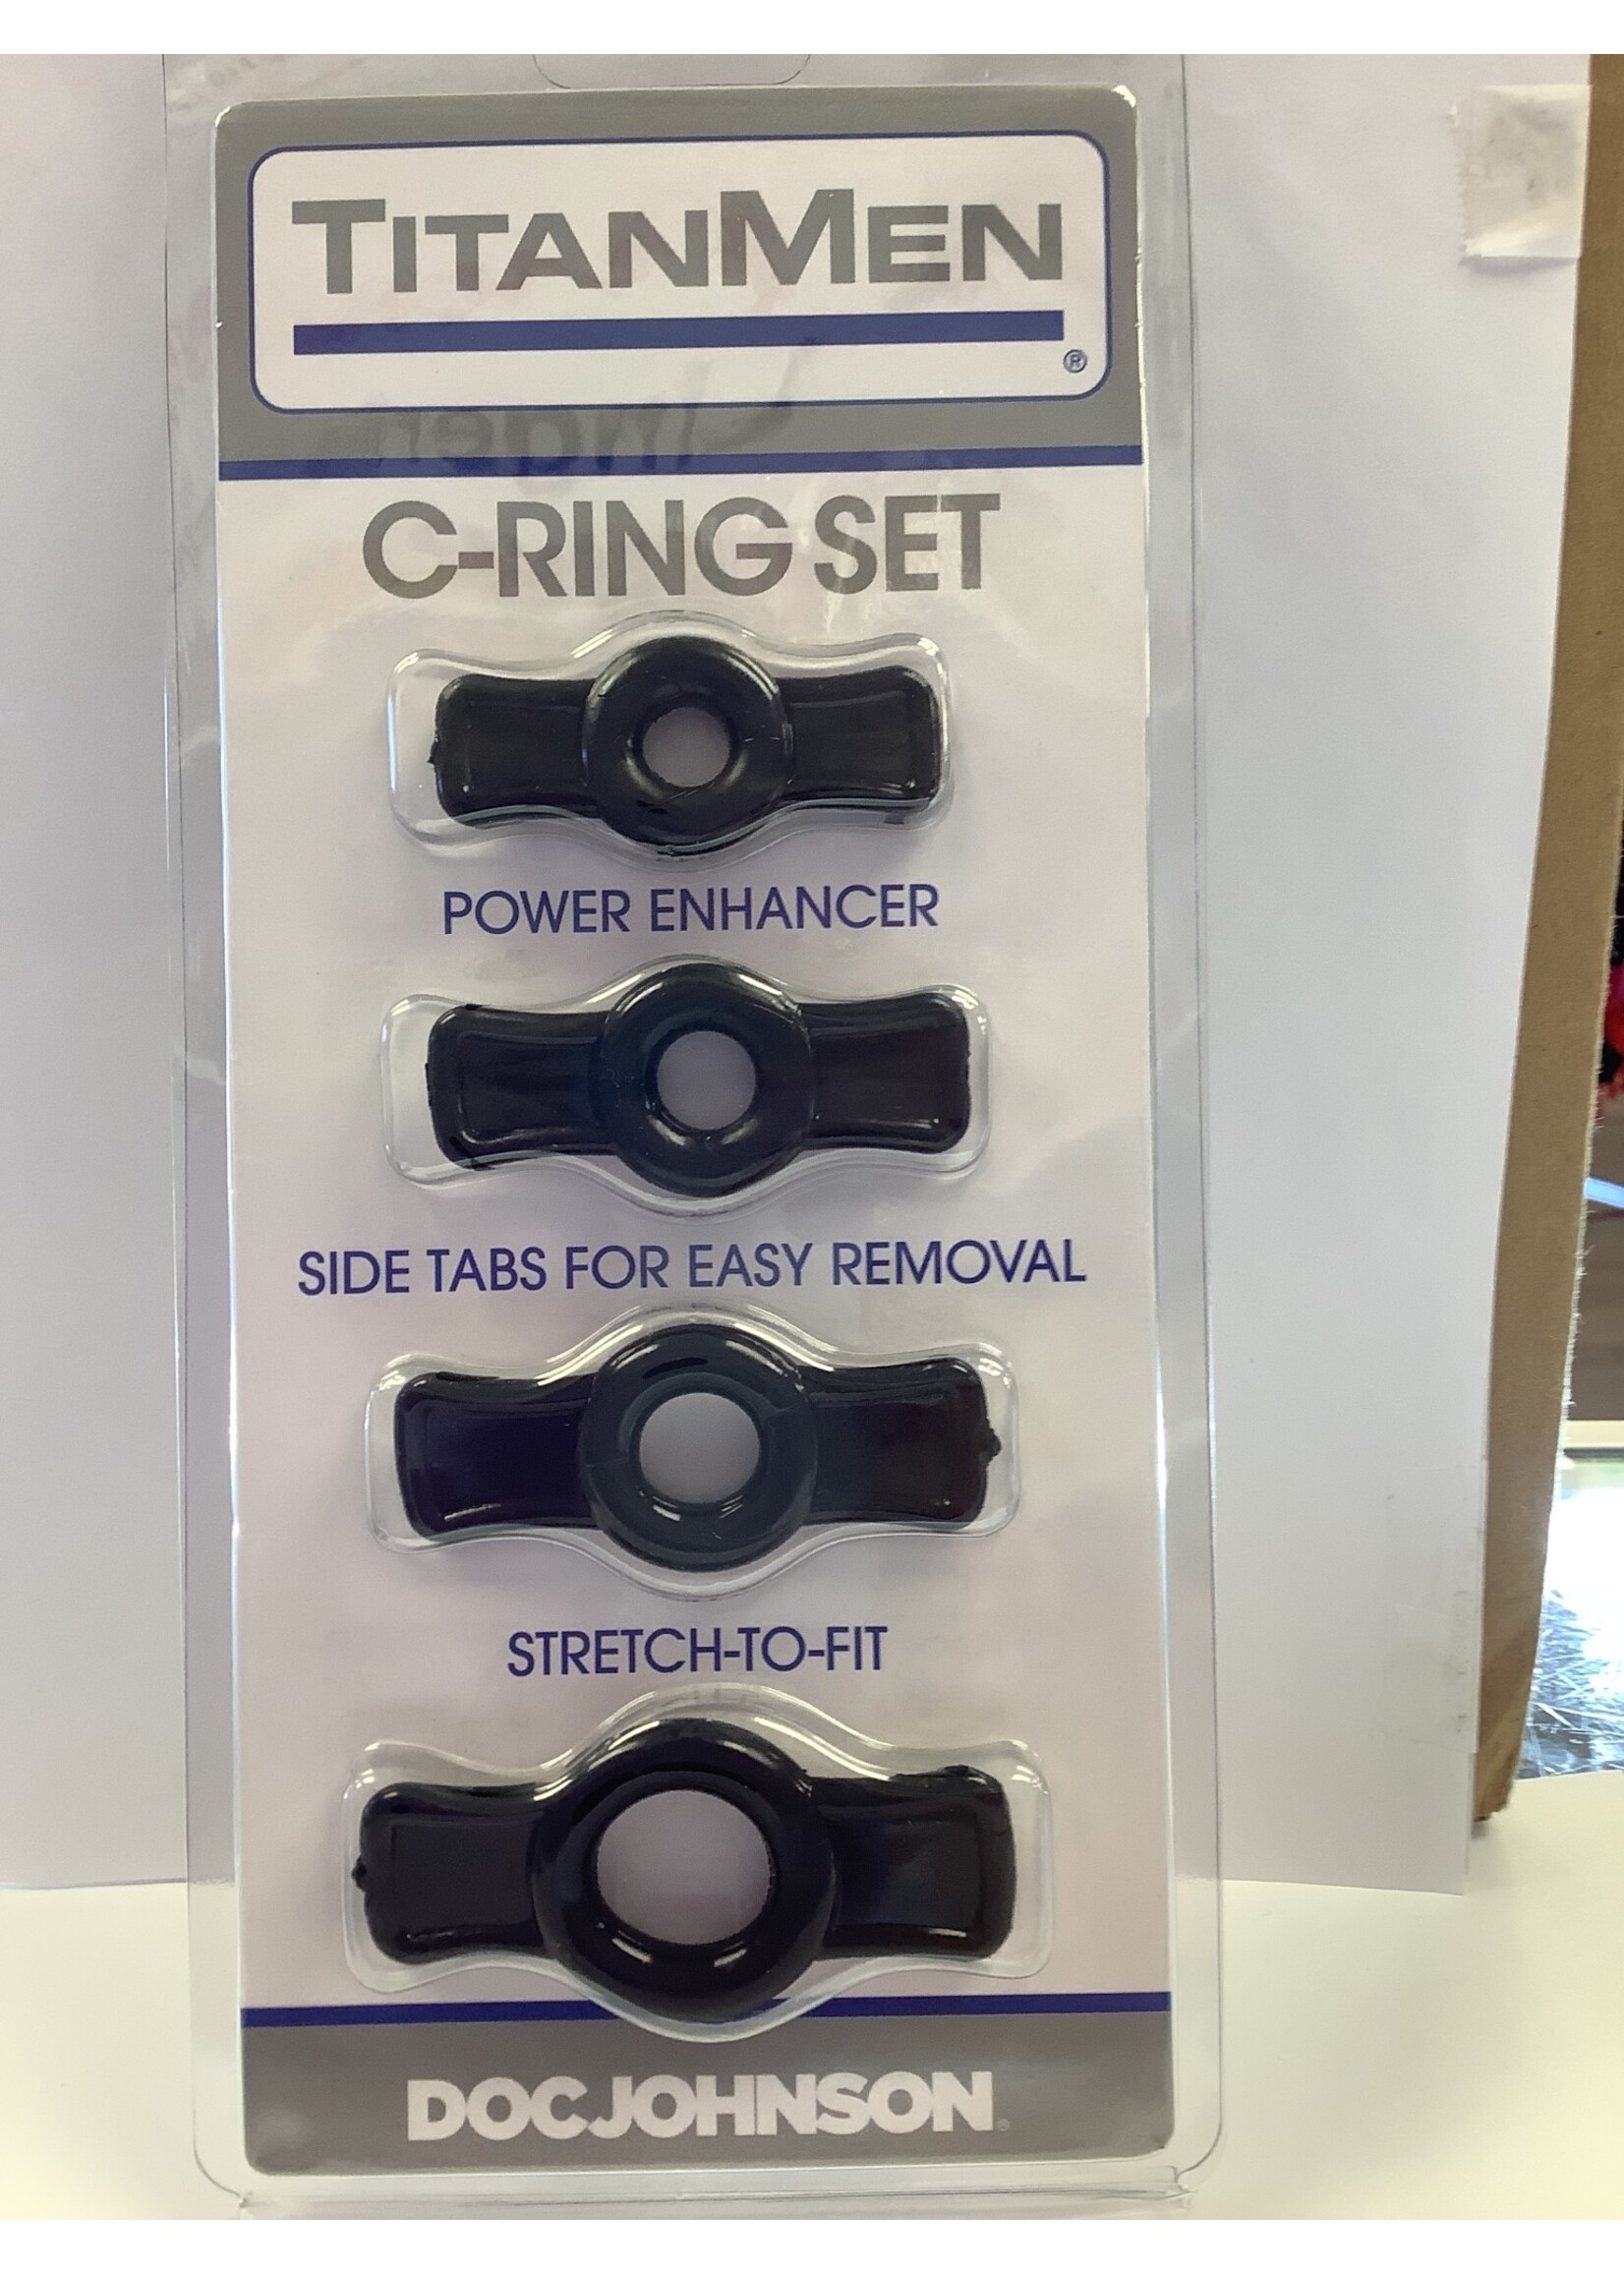 TITANMEN
®
C-RING SET
POWER ENHANCER
SIDE TABS FOR EASY REMOVAL
STRETCH-TO-FIT
DOCJOHNSON